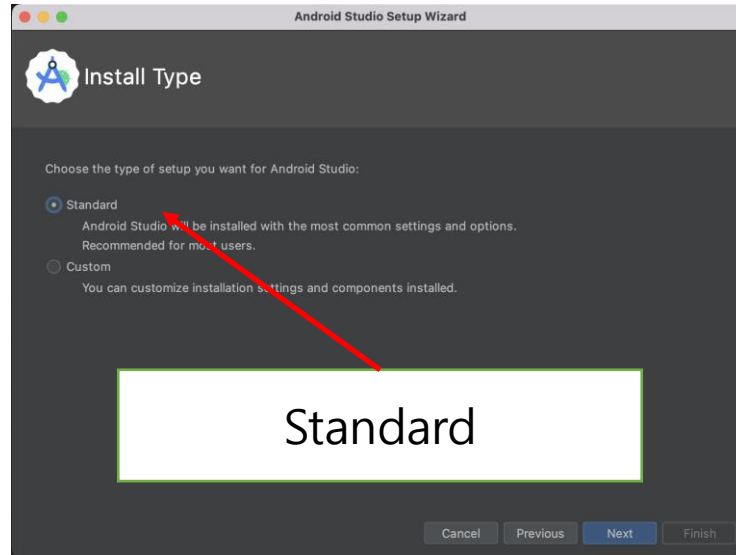 Android Studio Setup Wizard
Install Type
Choose the type of setup you want for Android Studio:
Standard
Android Studio will be installed with the most common settings and options.
Recommended for most users.
Custom
You can customize installation settings and components installed.
Standard
Cancel Previous Next Finish